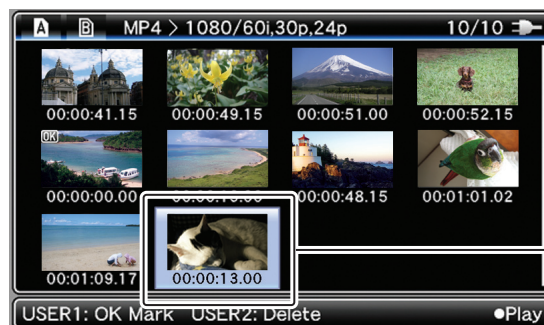 A B MP4 > 1080/60i,30p,24p 10/10
00:00:41.15 00:00:49.15 00:00:51.00 00:00:52.15
OK
00:00:00.00 00:00:48.15 00:01:01.02
00:01:09.17 00:00:13.00
USER1: OK Mark USER2: Delete ●Play